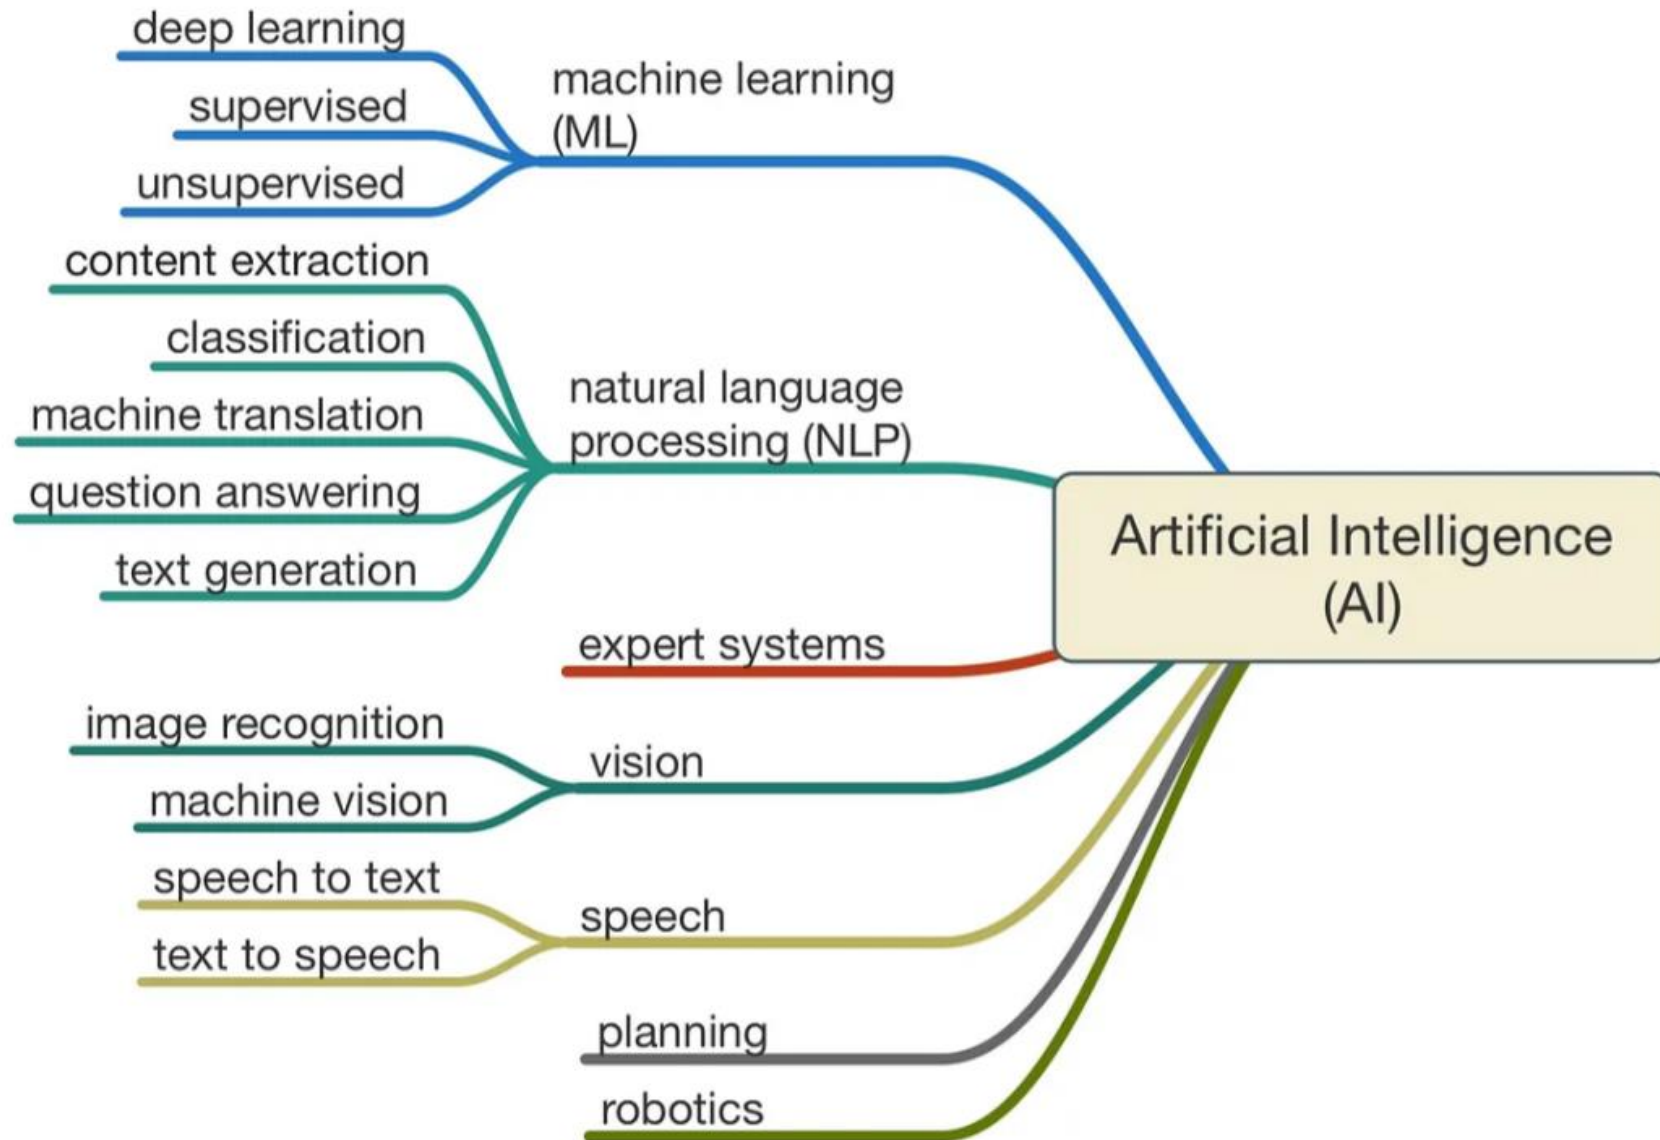 deep learning
supervised
unsupervised
machine learning
(ML)
content extraction
classification
machine translation
question answering
text generation
natural language
processing (NLP)
expert systems
image recognition
machine vision
vision
speech to text
text to speech
speech
planning
robotics
Artificial Intelligence
(AI)